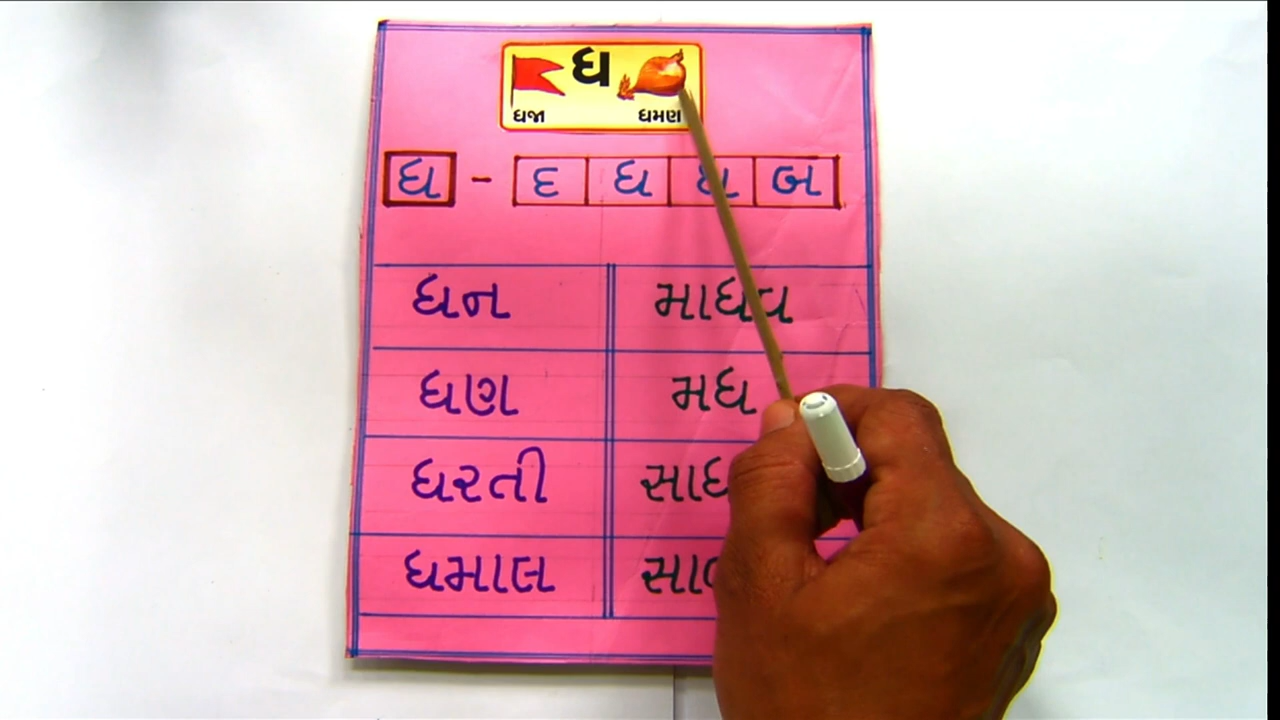 ધ
ધજા ધમણ
ધ - દ ધ ઘ બ
ધન માધવ
ધણ મધ
ધરતી
ધમાલ